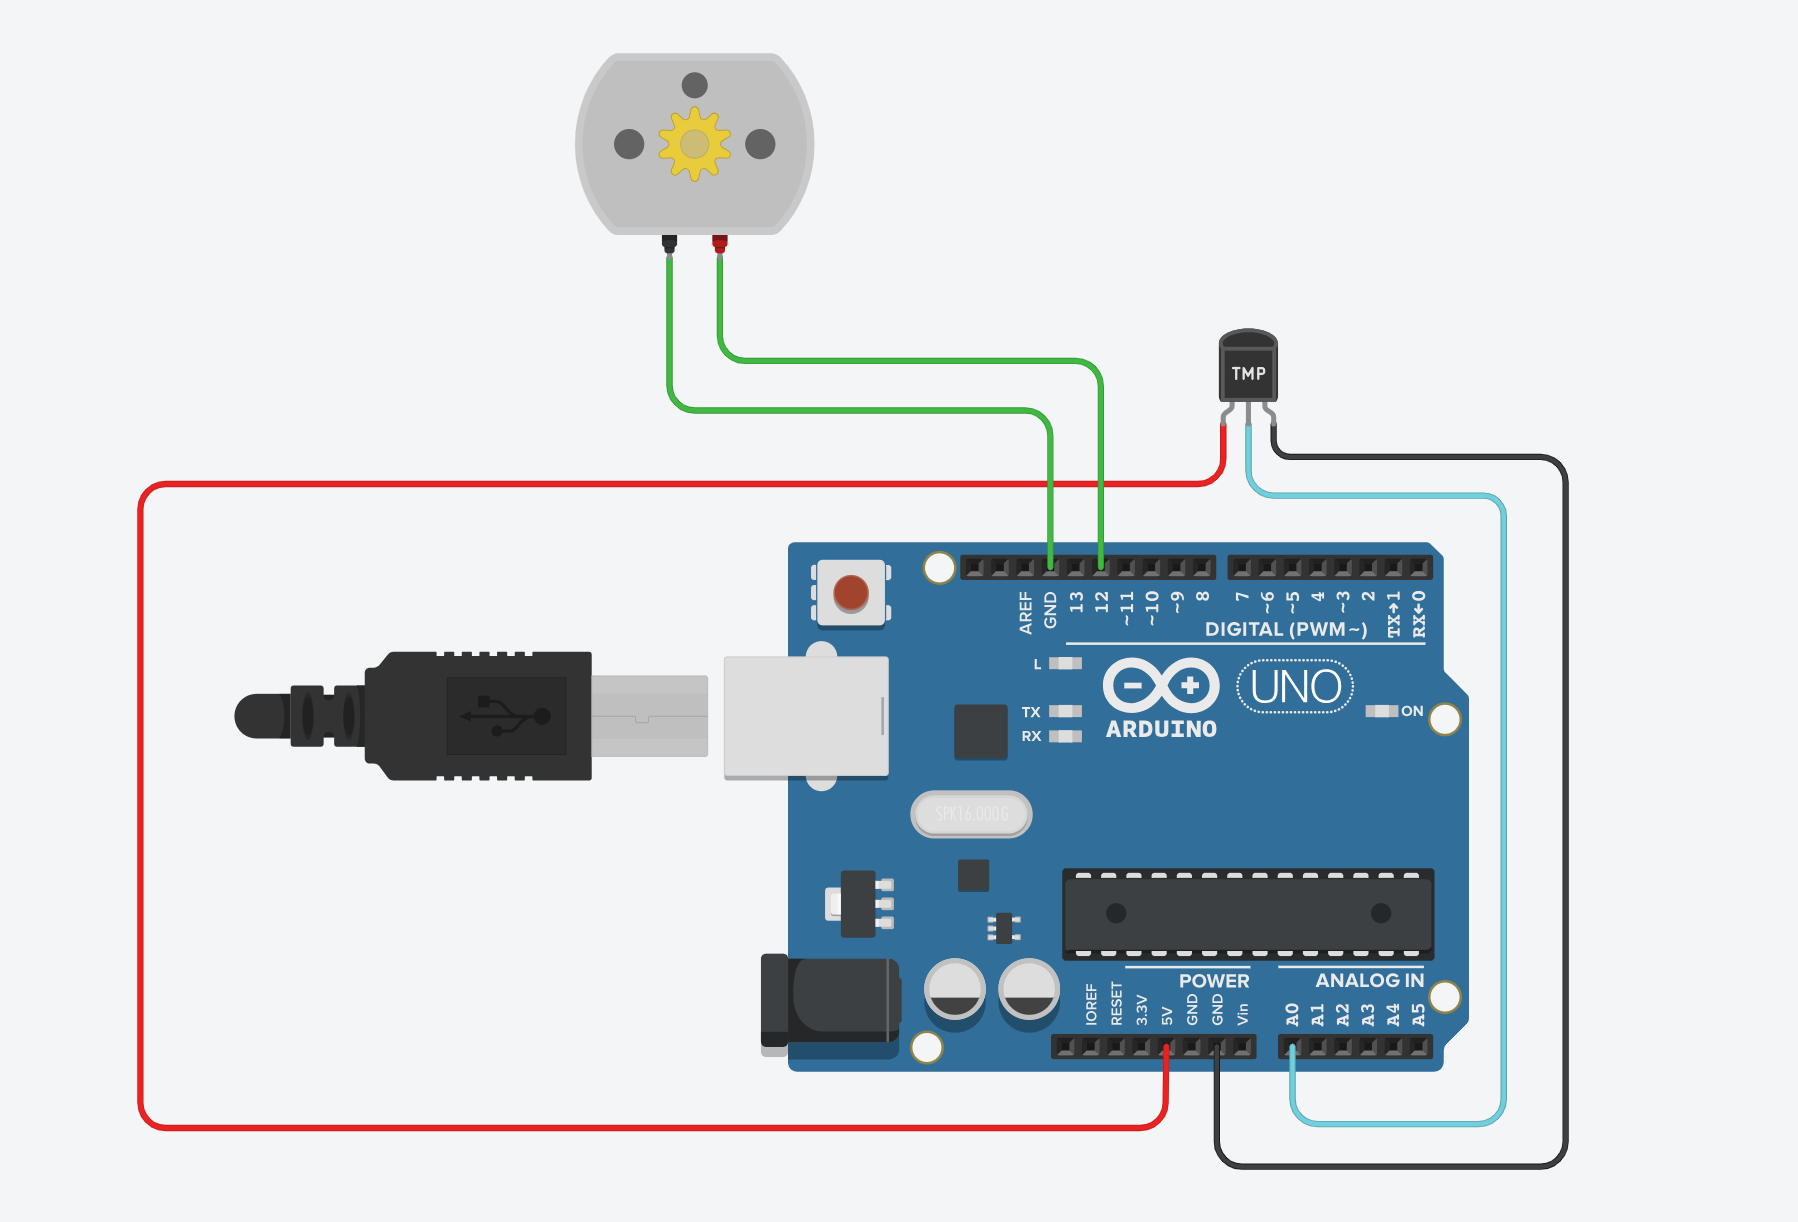 TMP
AREF
GND
13
12
~11
~10
~9
8
7
~6
~5
4
~3
2
TX→1
RX←0
DIGITAL (PWM~)
L
TX
RX
ARDUINO
UNO
ON
SPK16.000G
POWER
ANALOG IN
IOREF
RESET
3.3V
5V
GND
GND
Vin
A0
A1
A2
A3
A4
A5